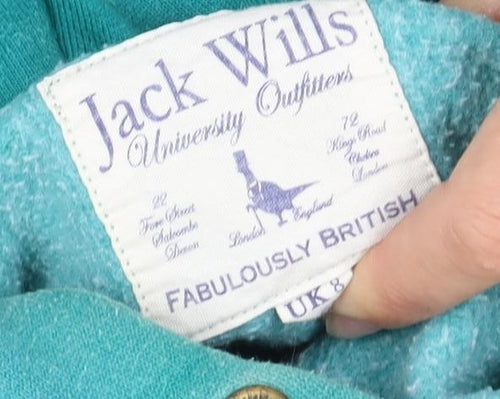 Jack Wills
University Outfitters
22
Fore Street
Salcombe
Devon
72
Kings Road
Chelsea
London
London England
FABULOUSLY BRITISH
UK 8